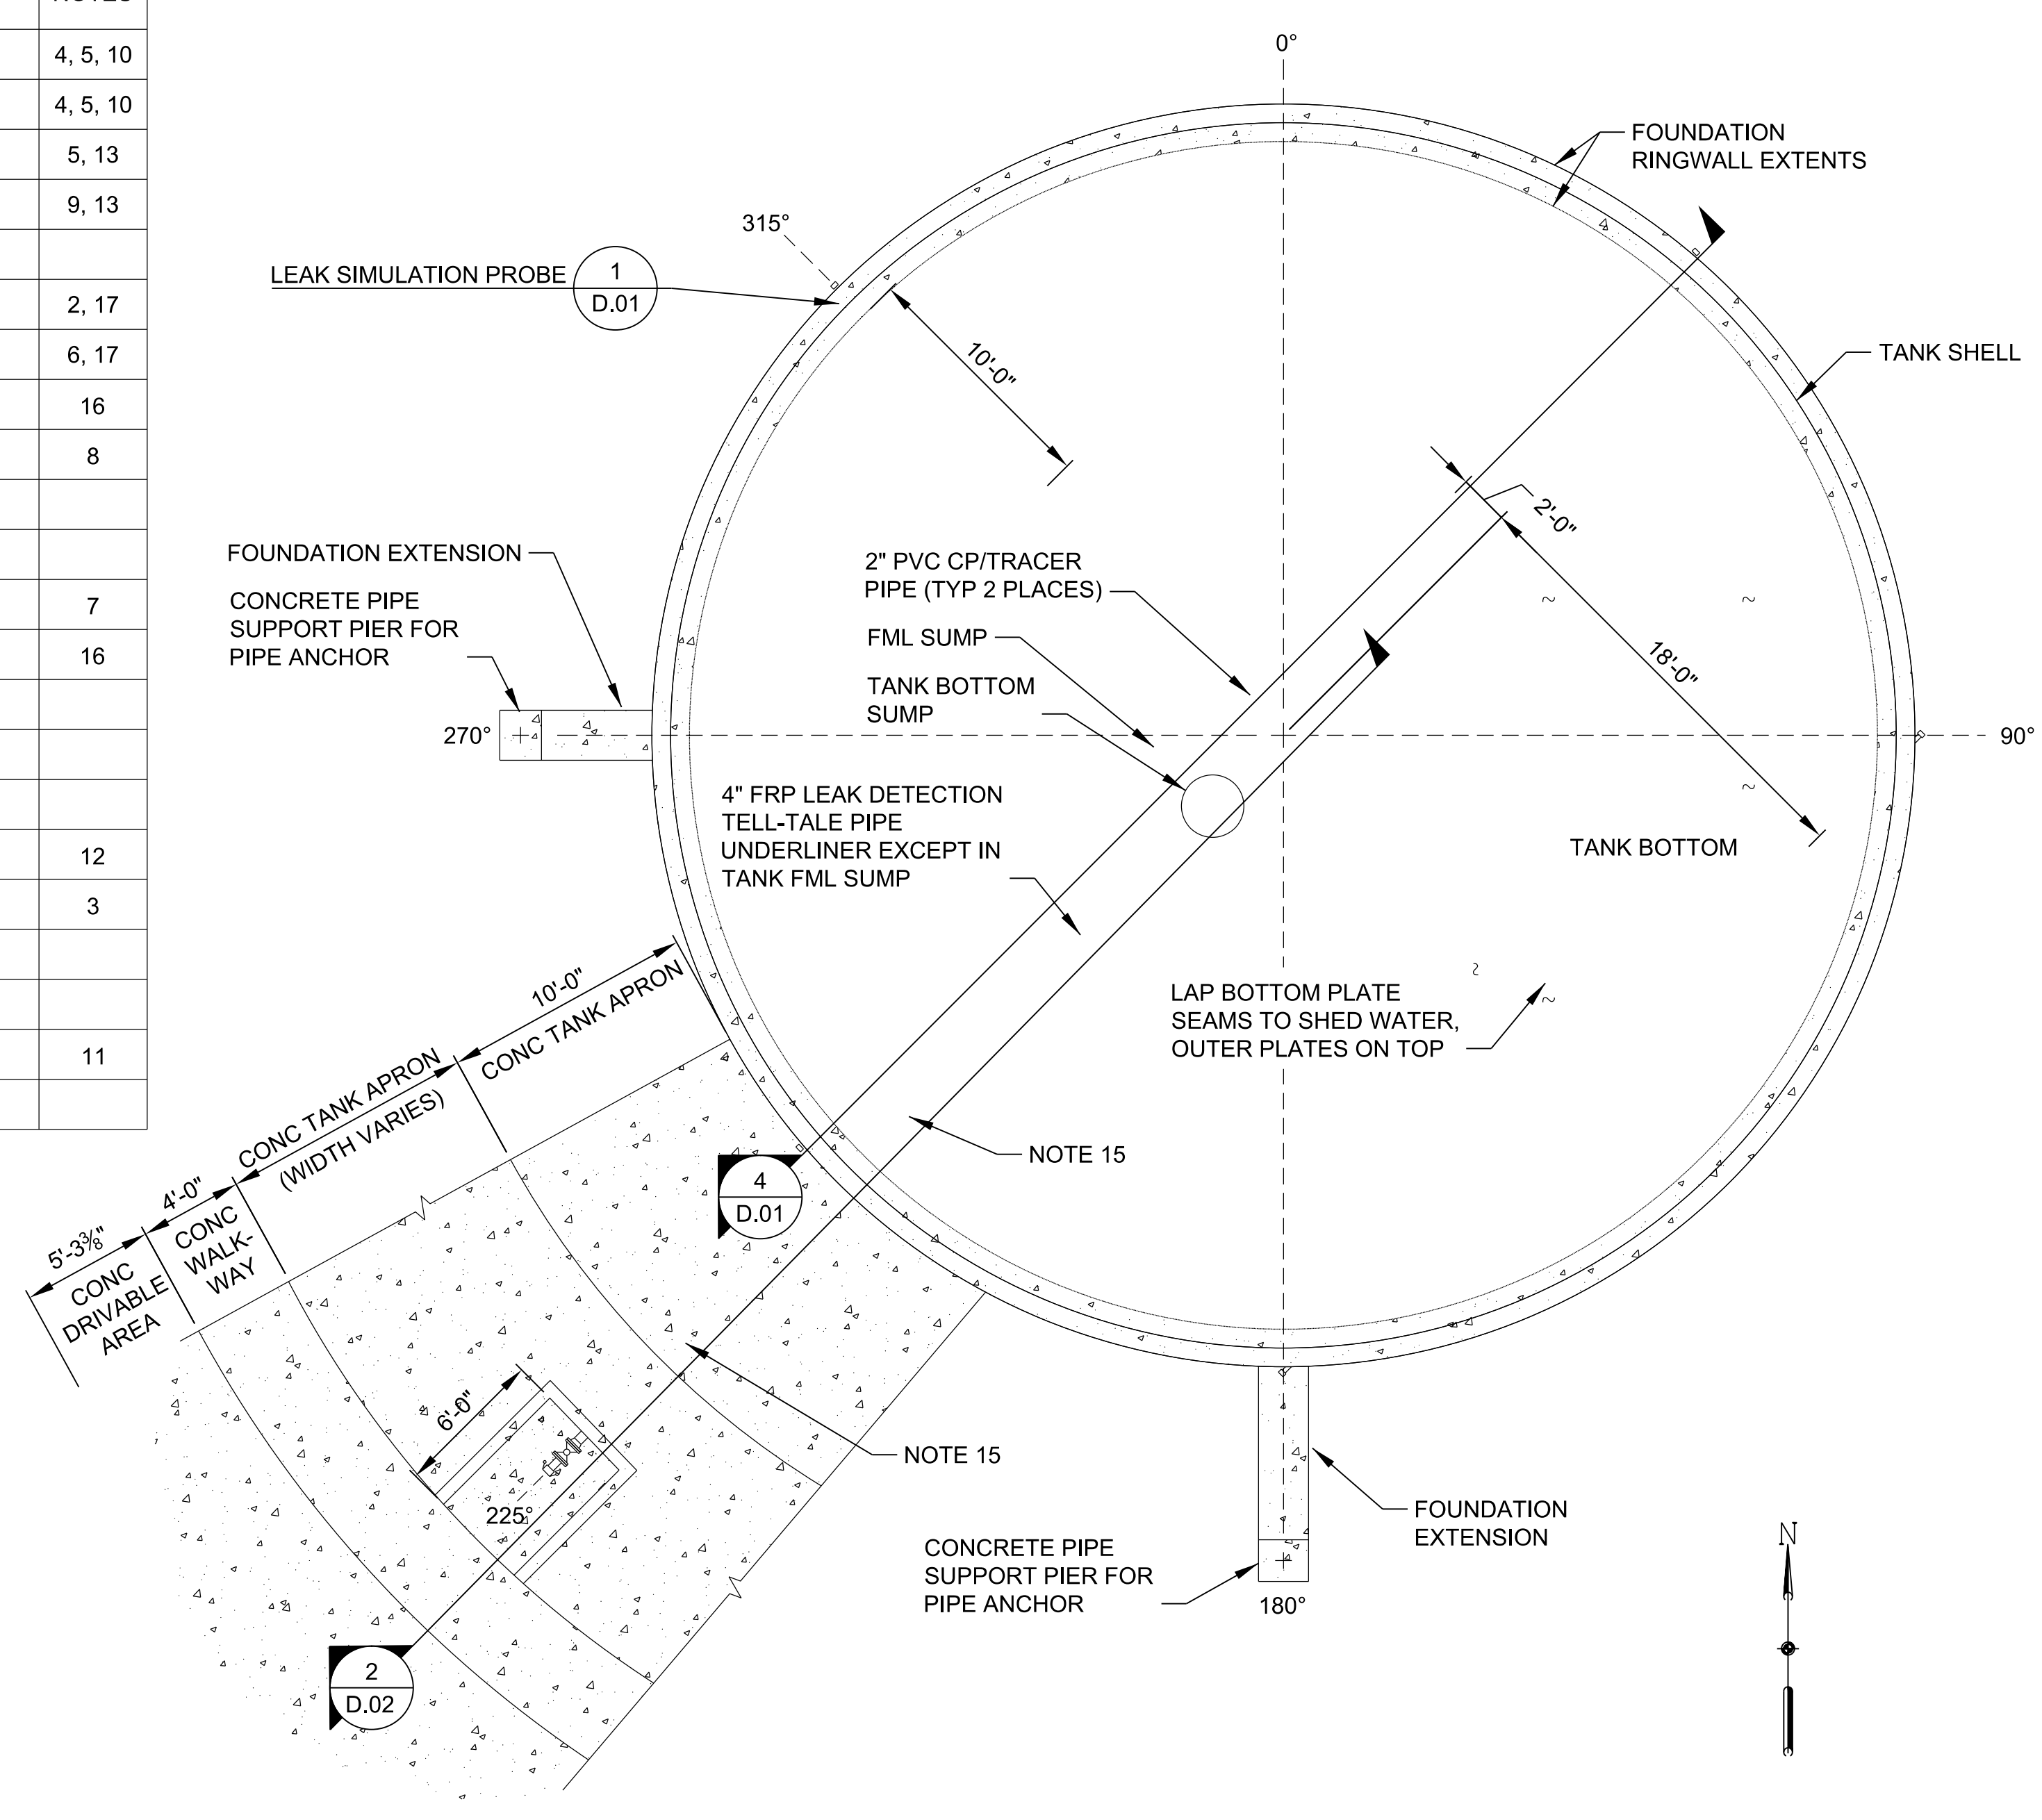 NOTES
4, 5, 10
4, 5, 10
5, 13
9, 13
2, 17
6, 17
16
8
7
16
12
3
11
0°
FOUNDATION
RINGWALL EXTENTS
315°
LEAK SIMULATION PROBE
1
D.01
TANK SHELL
10'-0"
2'-0"
FOUNDATION EXTENSION
2" PVC CP/TRACER
PIPE (TYP 2 PLACES)
CONCRETE PIPE
SUPPORT PIER FOR
PIPE ANCHOR
FML SUMP
TANK BOTTOM
SUMP
18'-0"
270°
90°
4" FRP LEAK DETECTION
TELL-TALE PIPE
UNDERLINER EXCEPT IN
TANK FML SUMP
TANK BOTTOM
10'-0"
CONC TANK APRON
LAP BOTTOM PLATE
SEAMS TO SHED WATER,
OUTER PLATES ON TOP
CONC TANK APRON
(WIDTH VARIES)
4'-0"
CONC
WALK-
WAY
5'-3⅜"
CONC
DRIVABLE
AREA
NOTE 15
4
D.01
6'-0"
NOTE 15
225°
FOUNDATION
EXTENSION
CONCRETE PIPE
SUPPORT PIER FOR
PIPE ANCHOR
180°
2
D.02
N